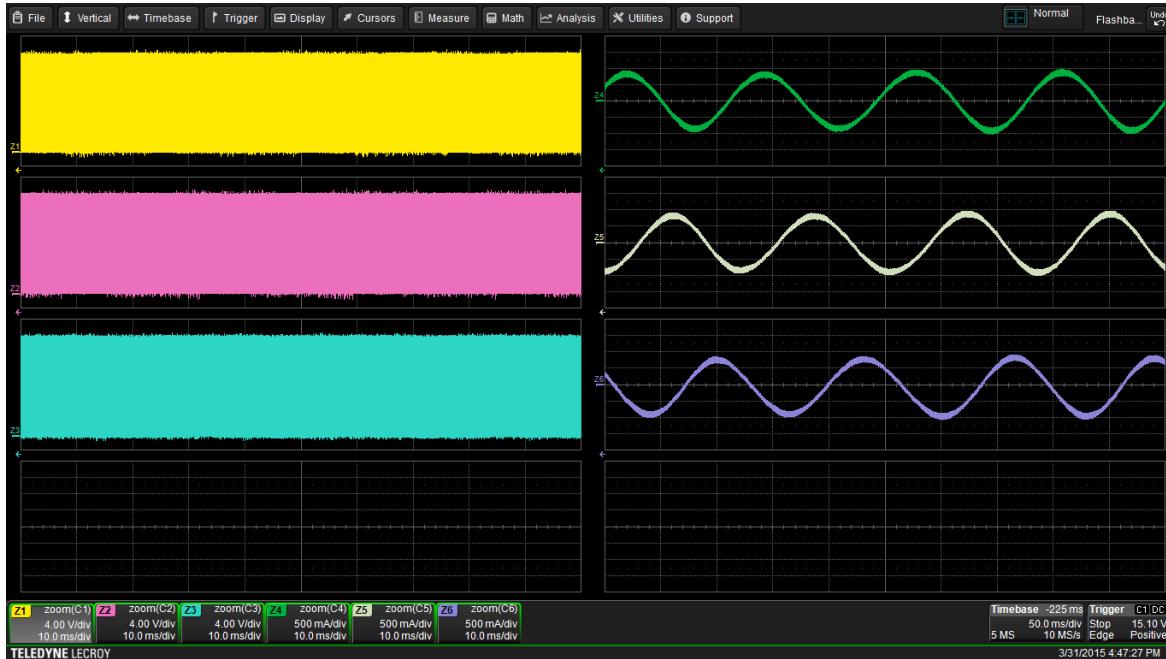 File Vertical Timebase Trigger Display Cursors Measure Math Analysis Utilities Support Normal Flashba... Undo
Z1
Z4
Z2
Z5
Z3
Z6
Z1 zoom(C1) Z2 zoom(C2) Z3 zoom(C3) Z4 zoom(C4) Z5 zoom(C5) Z6 zoom(C6) Timebase -225 ms Trigger C1 DC
4.00 V/div 4.00 V/div 4.00 V/div 500 mA/div 500 mA/div 500 mA/div 50.0 ms/div Stop 15.10 V
10.0 ms/div 10.0 ms/div 10.0 ms/div 10.0 ms/div 10.0 ms/div 10.0 ms/div 5 MS 10 MS/s Edge Positive
TELEDYNE LECROY 3/31/2015 4:47:27 PM